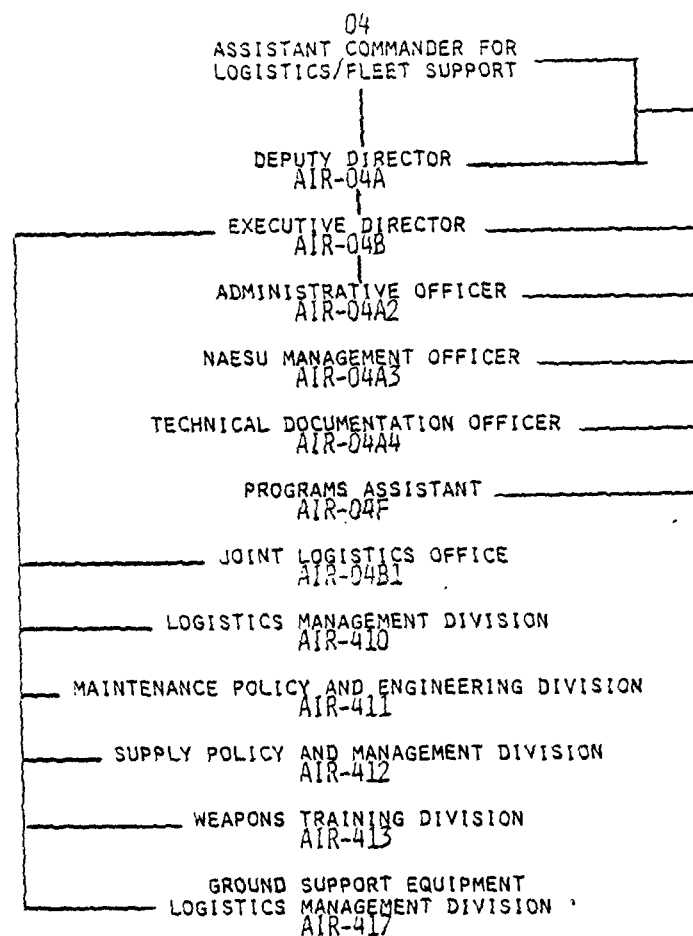 04
ASSISTANT COMMANDER FOR
LOGISTICS/FLEET SUPPORT
DEPUTY DIRECTOR
AIR-04A
EXECUTIVE DIRECTOR
AIR-04B
ADMINISTRATIVE OFFICER
AIR-04A2
NAESU MANAGEMENT OFFICER
AIR-04A3
TECHNICAL DOCUMENTATION OFFICER
AIR-04A4
PROGRAMS ASSISTANT
AIR-04F
JOINT LOGISTICS OFFICE
AIR-04B1
LOGISTICS MANAGEMENT DIVISION
AIR-410
MAINTENANCE POLICY AND ENGINEERING DIVISION
AIR-411
SUPPLY POLICY AND MANAGEMENT DIVISION
AIR-412
WEAPONS TRAINING DIVISION
AIR-413
GROUND SUPPORT EQUIPMENT
LOGISTICS MANAGEMENT DIVISION
AIR-417